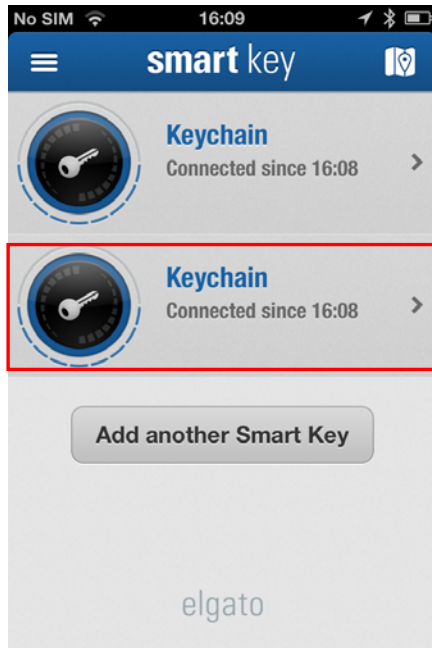 No SIM 16:09
smart key
Keychain
Connected since 16:08
Keychain
Connected since 16:08
Add another Smart Key
elgato